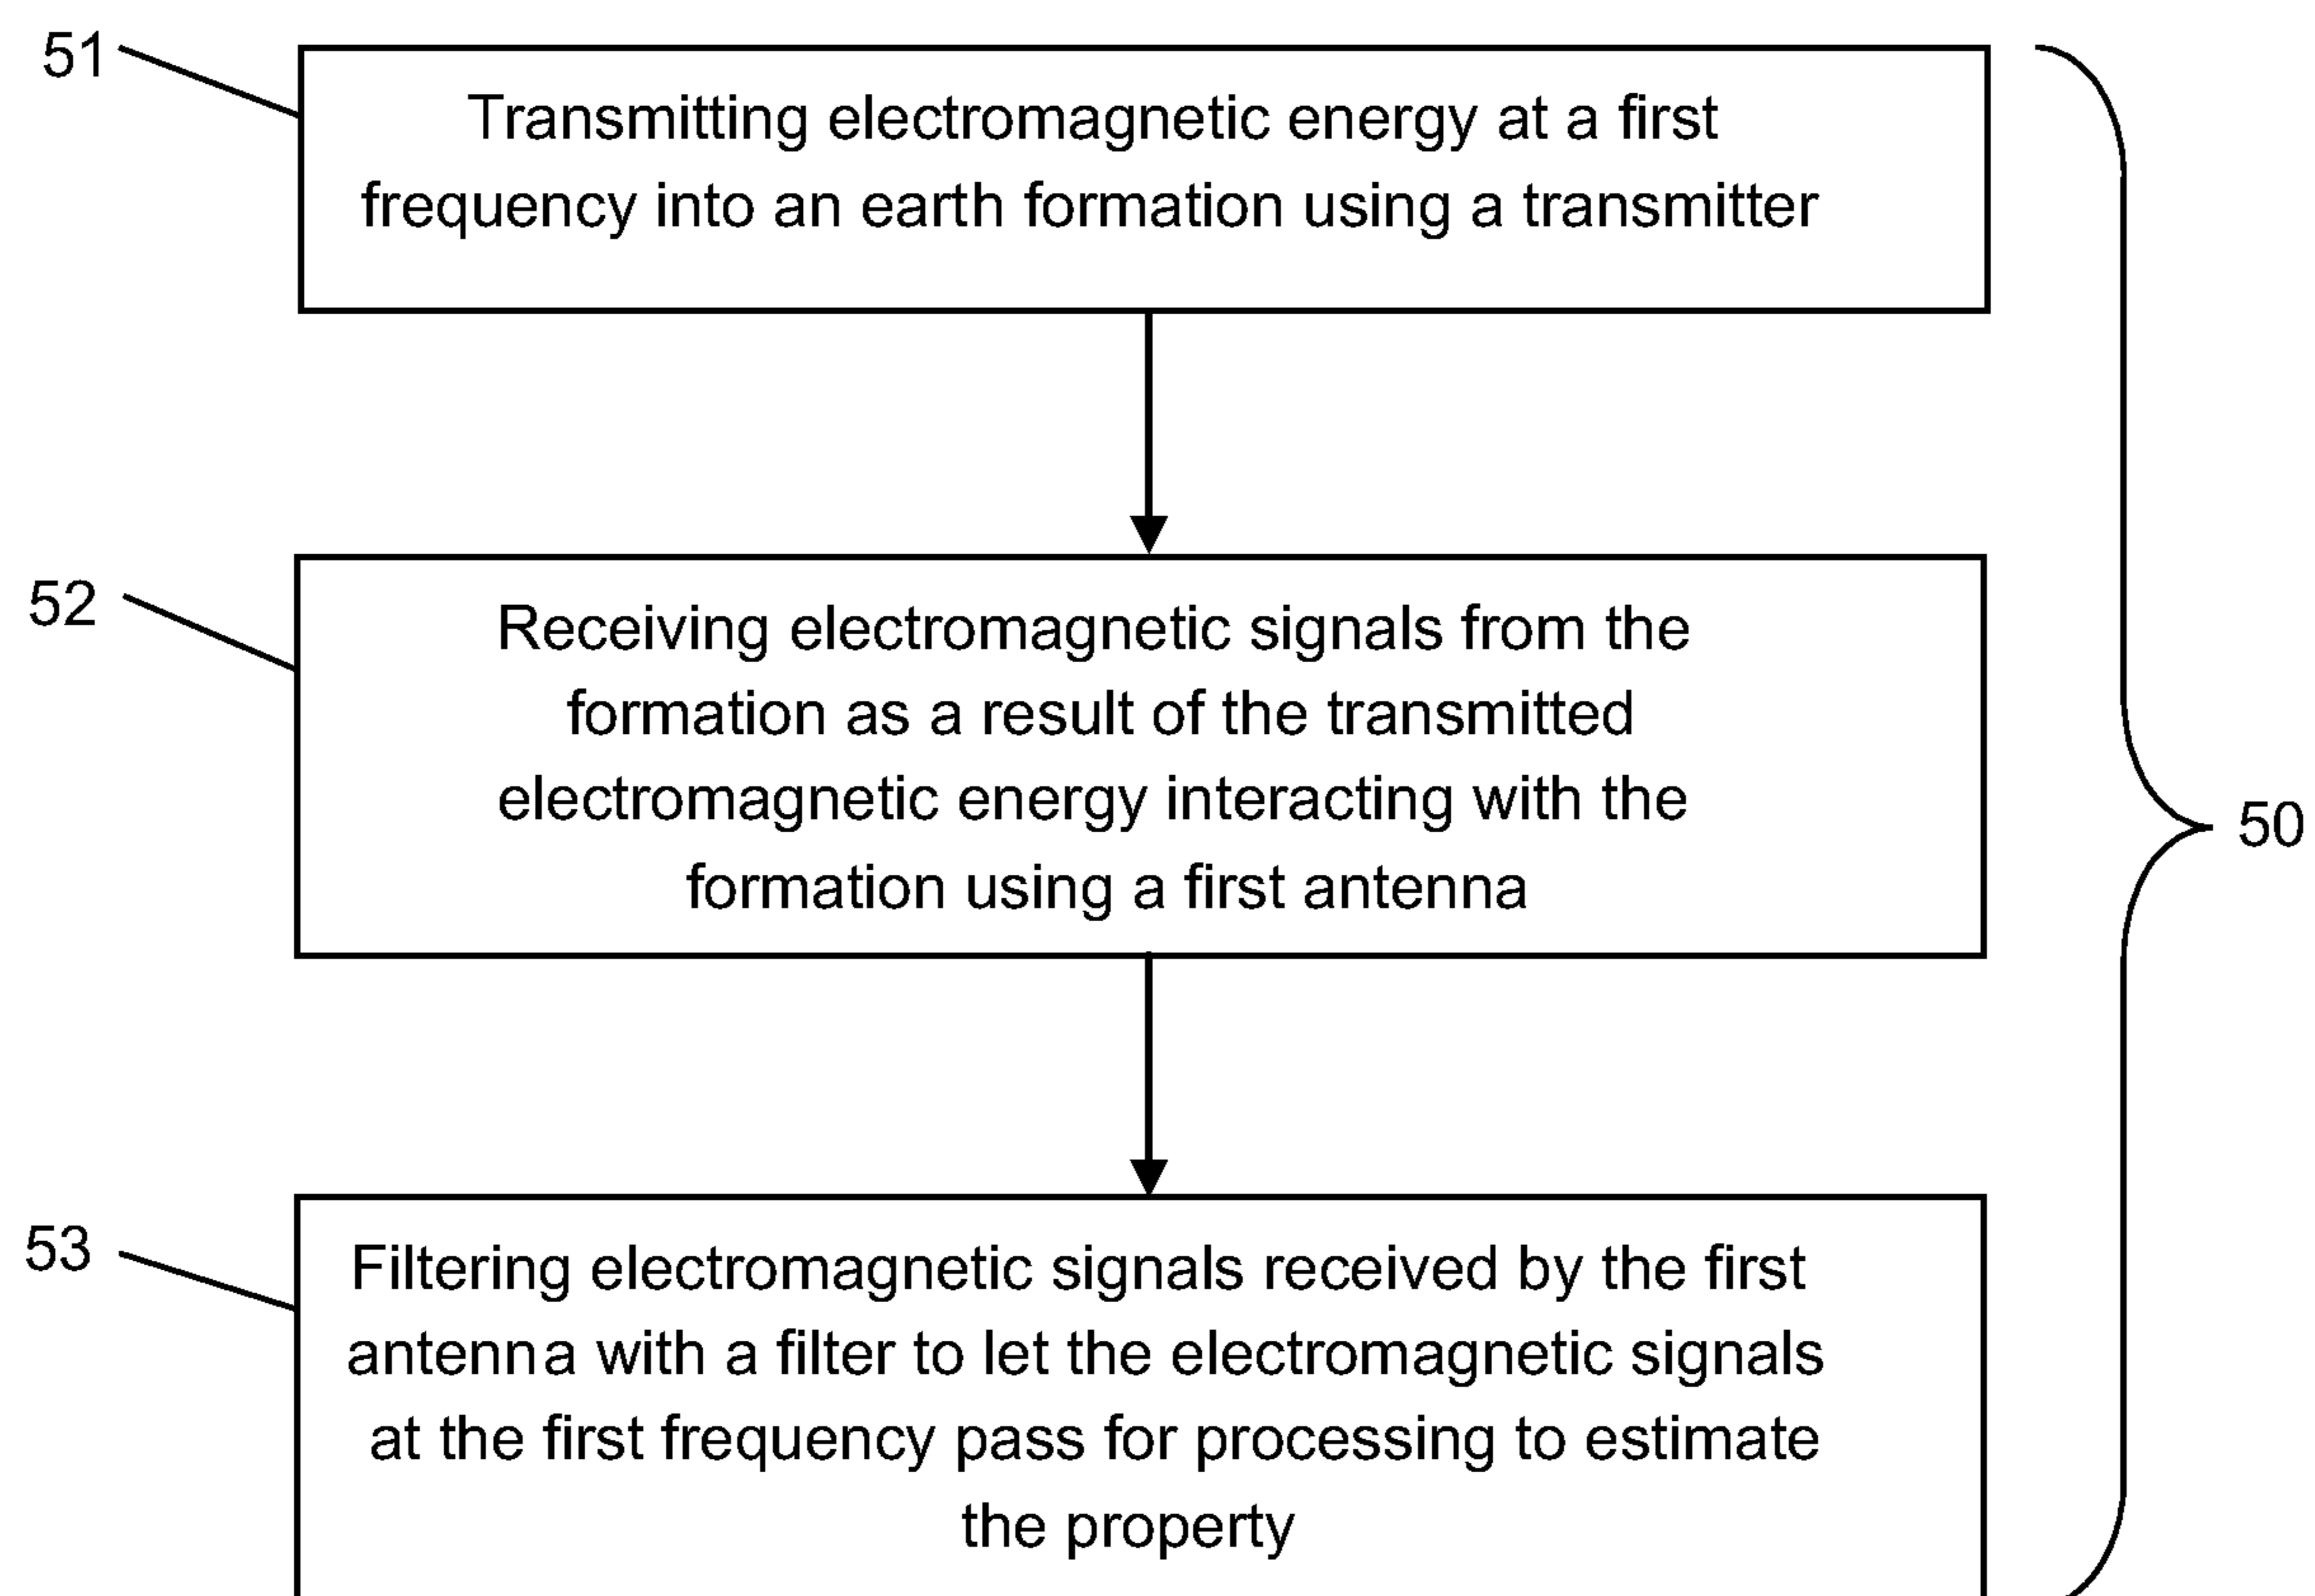 51
Transmitting electromagnetic energy at a first
frequency into an earth formation using a transmitter
52
Receiving electromagnetic signals from the
formation as a result of the transmitted
electromagnetic energy interacting with the
formation using a first antenna
50
53
Filtering electromagnetic signals received by the first
antenna with a filter to let the electromagnetic signals
at the first frequency pass for processing to estimate
the property